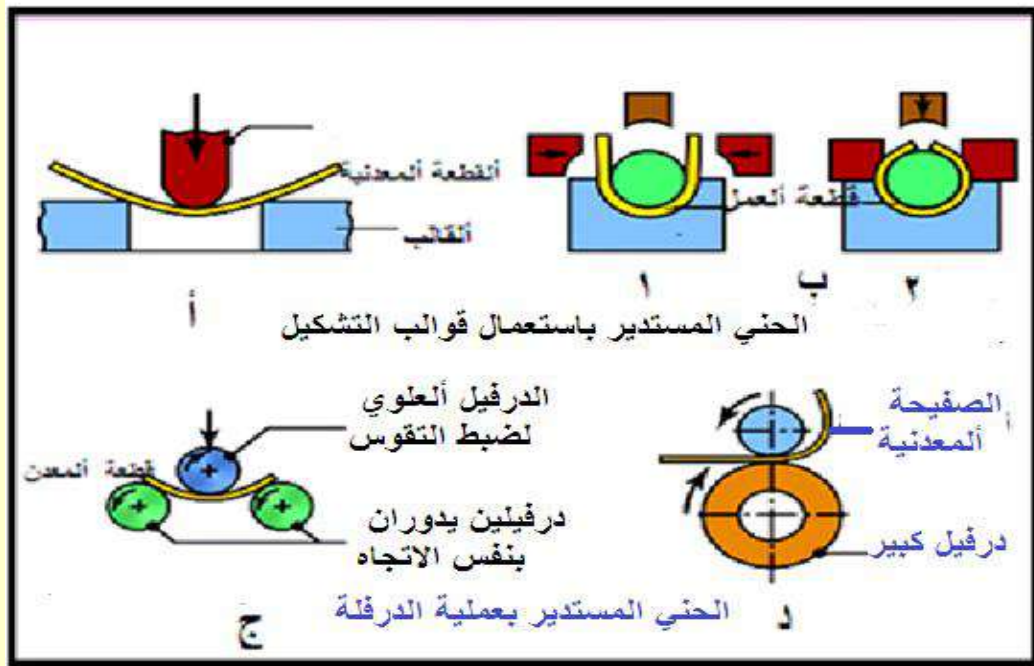 ألقطعة ألمعدنية
ألقالب
أ
قطعة ألعمل
١
ب
٢
الحني المستدير باستعمال قوالب التشكيل
الدرفيل ألعلوي
لضبط التقوس
قطعة ألمعدن
درفيلين يدوران
بنفس الاتجاه
ج
الصفيحة
ألمعدنية
أ
درفيل كبير
د
الحني المستدير بعملية الدرفلة